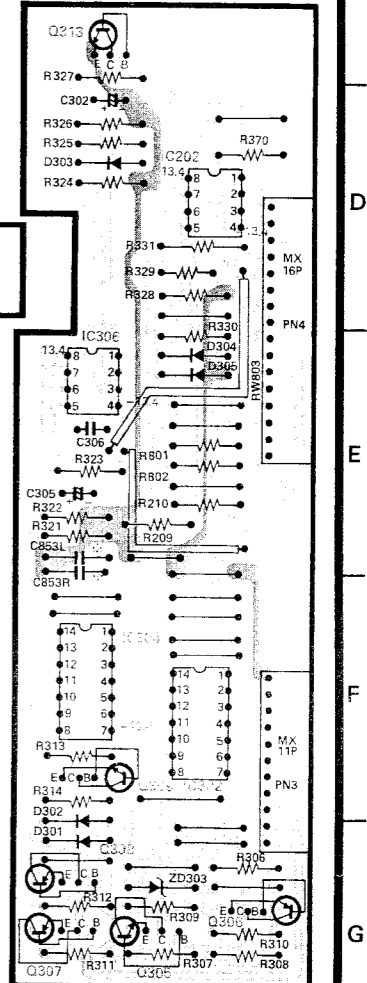 Q313
E C B
R327
C302
R326
R325
D303
R324
R370
13.4
8 1
7 2
6 3
5 4
13.4
D
R331
R329
R328
MX
16P
PN4
IC306
13.4
8 1
7 2
6 3
5 4
-13.4
R330
D304
D305
RW803
C306
R323
R801
R802
C305
R322
R321
R210
R209
C853L
C853R
E
14 1
13 2
12 3
11 4
10 5
9 6
8 7
14 1
13 2
12 3
11 4
10 5
9 6
8 7
F
MX
11P
PN3
R313
E C B
R314
D302
D301
E C B
R312
ZD303
R309
R306
E C B
R310
E C B
E C B
R311
Q307
Q305
R307
R308
G